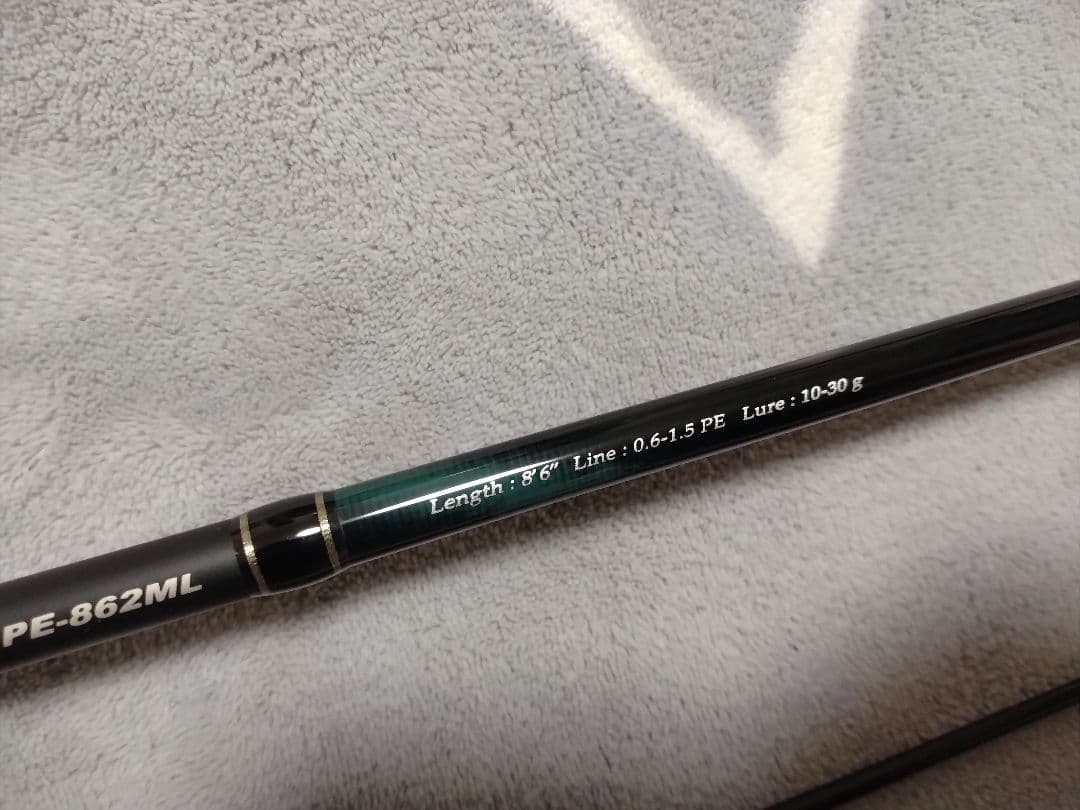 PE-862ML
Length : 8'6" Line : 0.6-1.5 PE Lure : 10-30 g